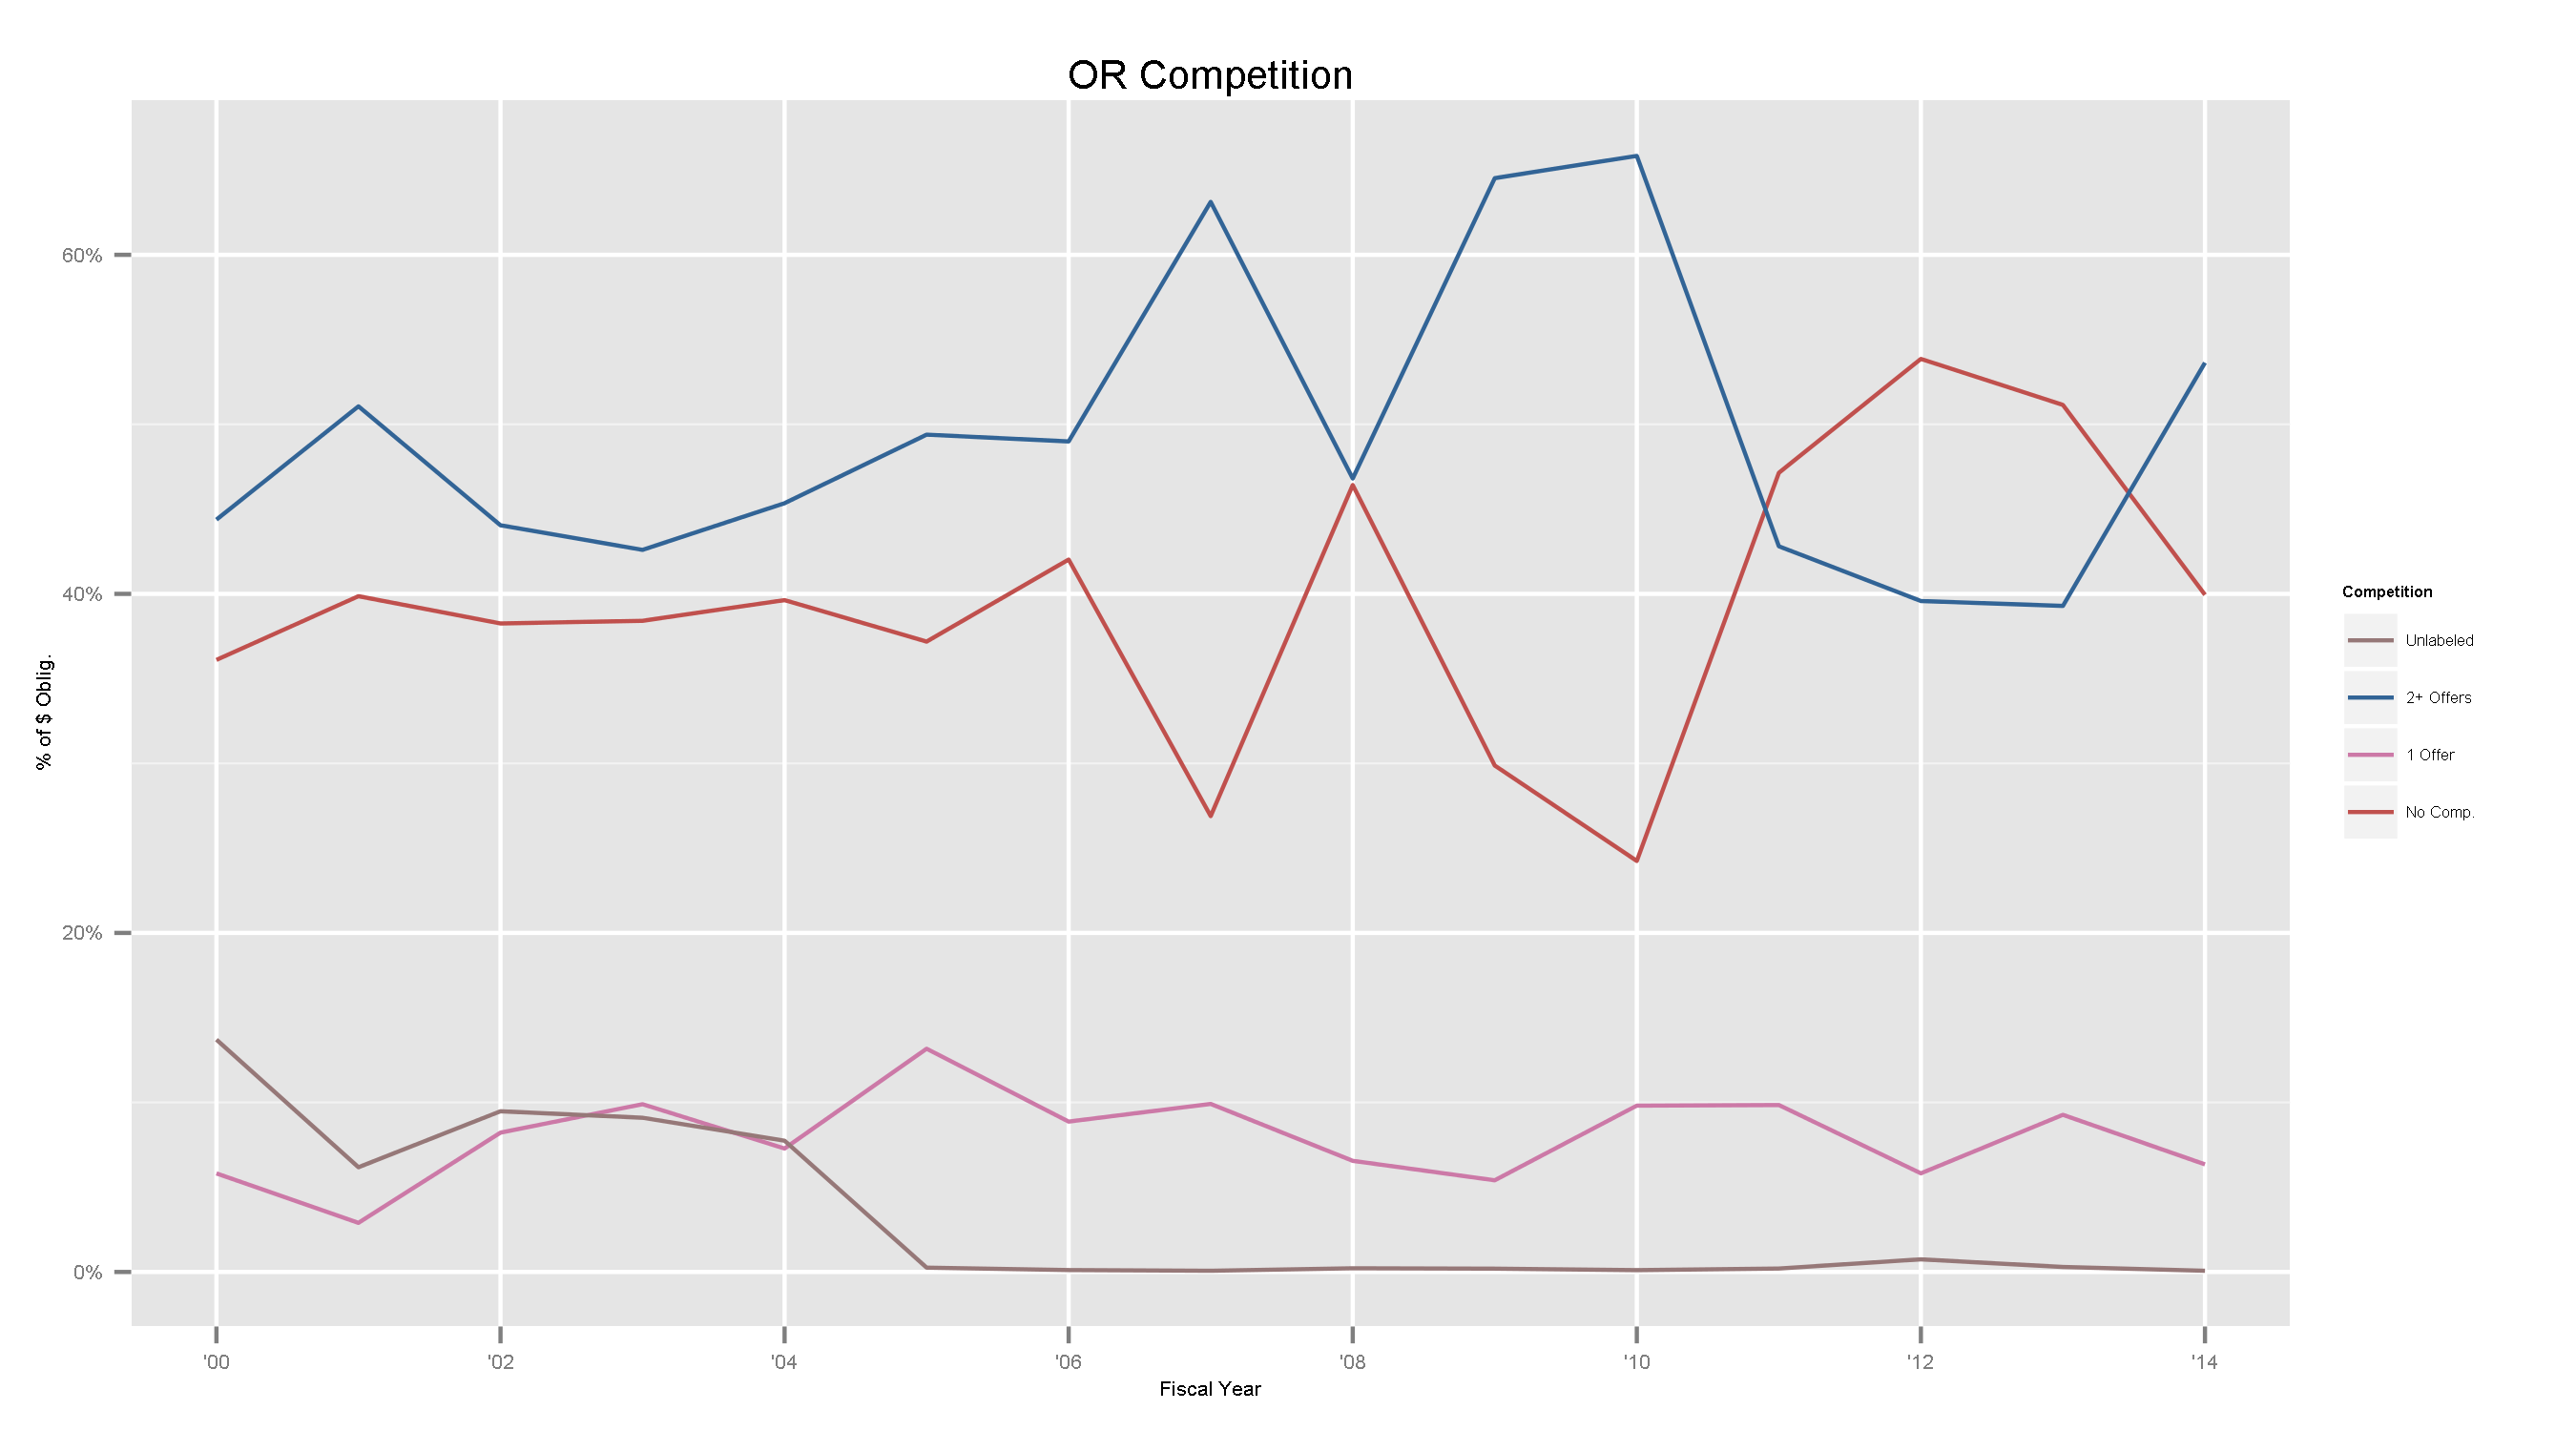 OR Competition
60%
40%
20%
0%
% of $ Oblig.
'00 '02 '04 '06 '08 '10 '12 '14
Fiscal Year
Competition
Unlabeled
2+ Offers
1 Offer
No Comp.